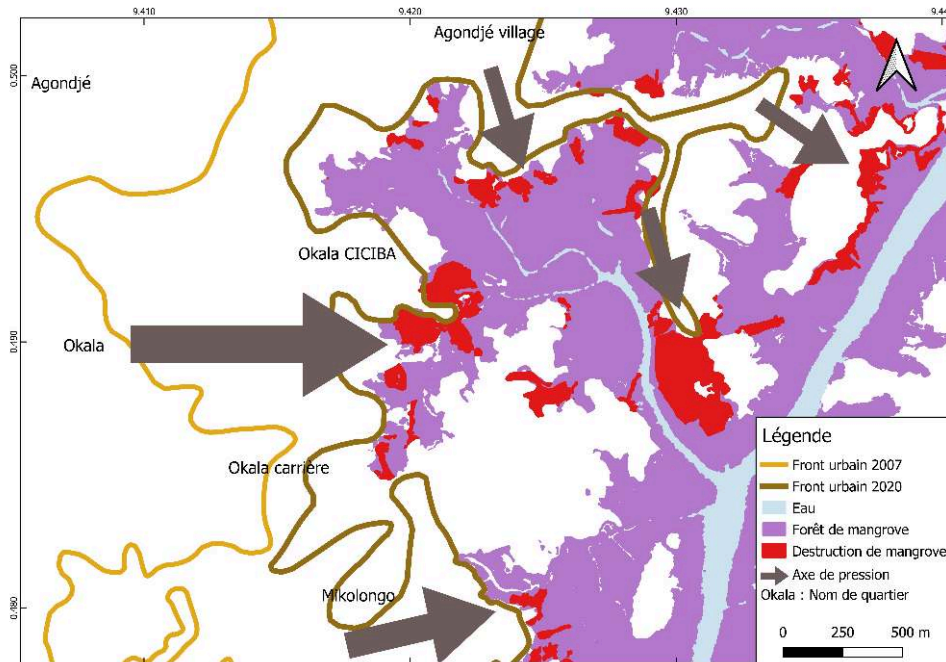 9.410 9.420 9.430 9.44
Agondjé village
0.500
Agondjé
Okala CICIBA
0.490
Okala
Okala carrière
Mikolongo
0.480
Légende
Front urbain 2007
Front urbain 2020
Eau
Forêt de mangrove
Destruction de mangrove
Axe de pression
Okala : Nom de quartier
0 250 500 m